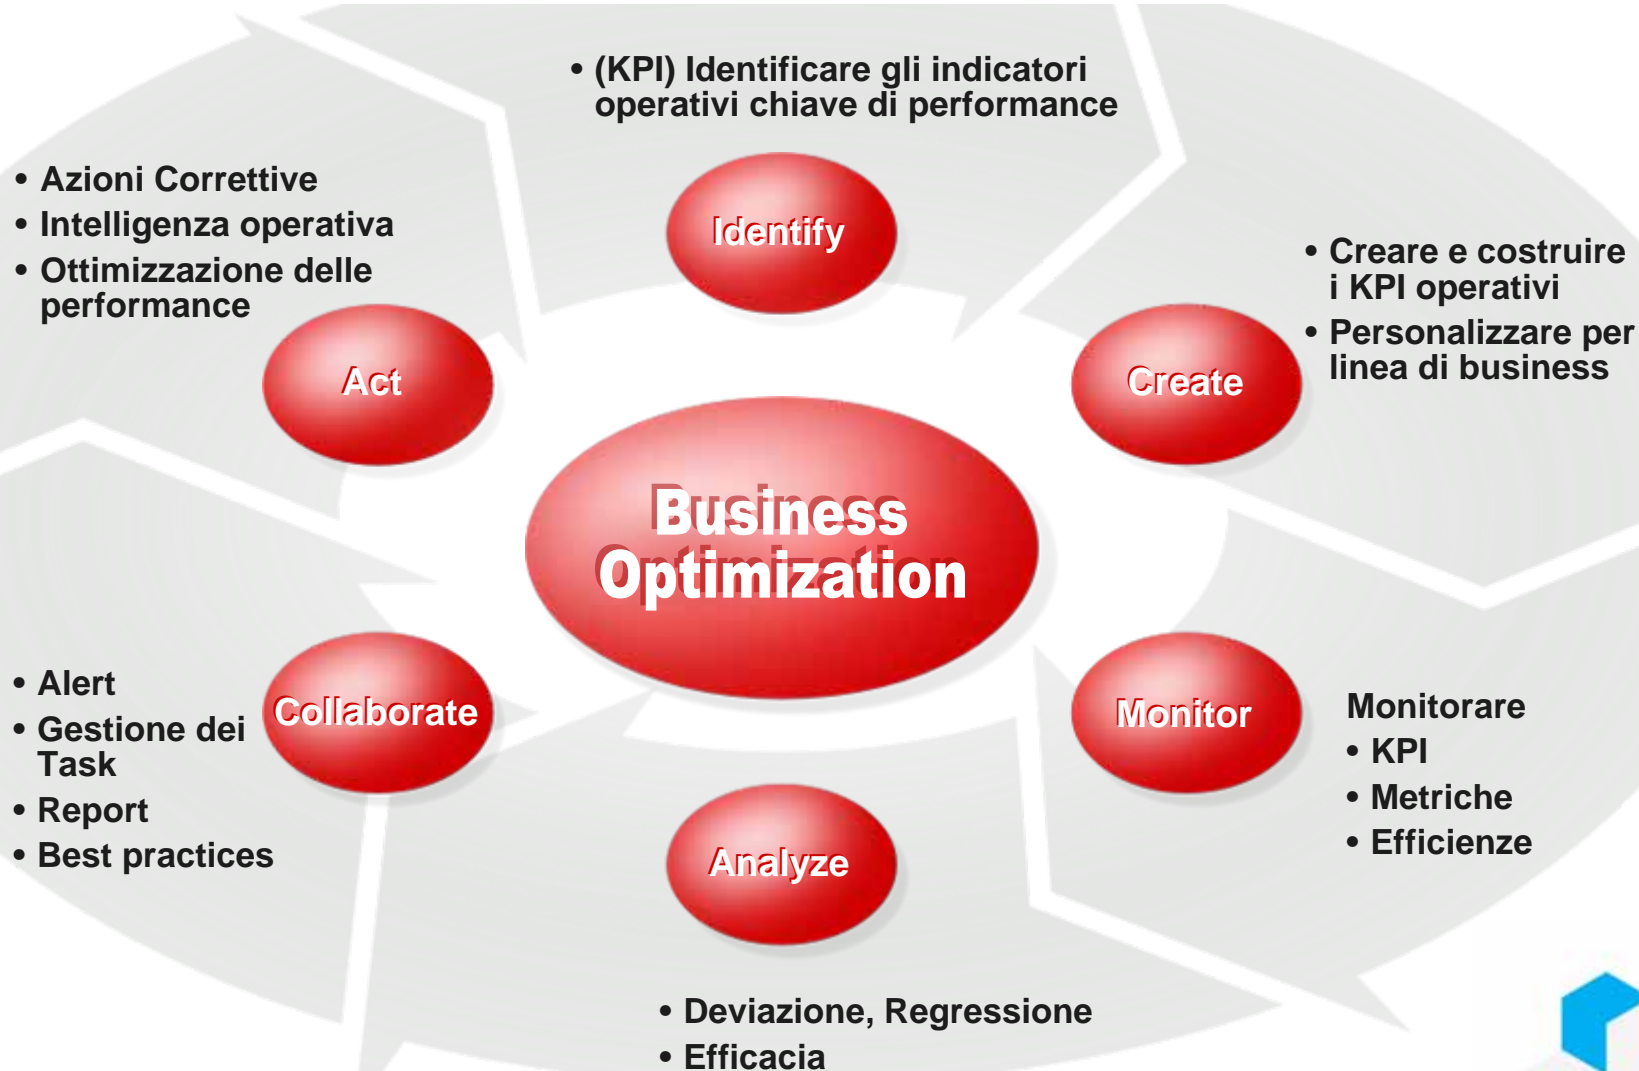 • (KPI) Identificare gli indicatori
operativi chiave di performance
Identify
• Creare e costruire
i KPI operativi
• Personalizzare per
linea di business
Create
Monitor
Monitorare
• KPI
• Metriche
• Efficienze
Analyze
• Deviazione, Regressione
• Efficacia
Collaborate
• Alert
• Gestione dei
Task
• Report
• Best practices
Act
• Azioni Correttive
• Intelligenza operativa
• Ottimizzazione delle
performance
Business
Optimization